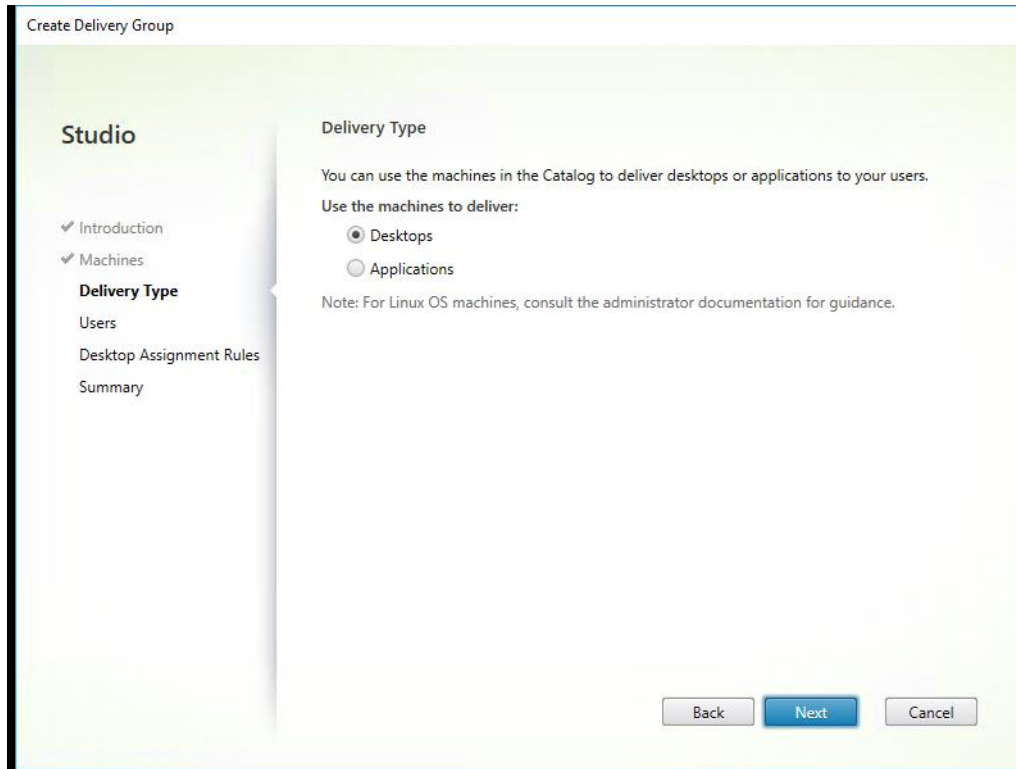 Create Delivery Group
Studio
Introduction
Machines
Delivery Type
Users
Desktop Assignment Rules
Summary
Delivery Type
You can use the machines in the Catalog to deliver desktops or applications to your users.
Use the machines to deliver:
Desktops
Applications
Note: For Linux OS machines, consult the administrator documentation for guidance.
Back Next Cancel